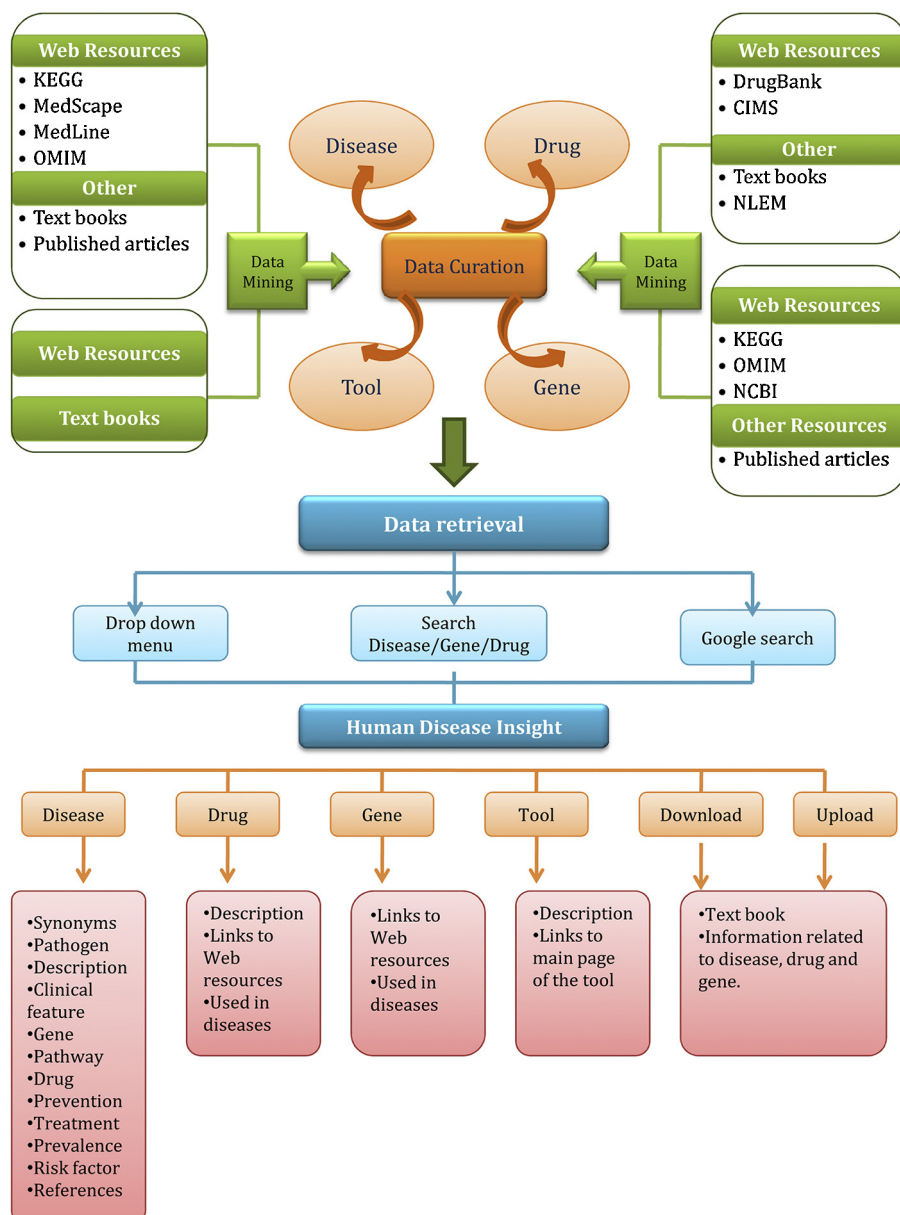 Web Resources
• KEGG
• MedScape
• MedLine
• OMIM
Other
• Text books
• Published articles
Web Resources
Text books
Data
Mining
Disease
Drug
Data Curation
Tool
Gene
Data
Mining
Web Resources
• DrugBank
• CIMS
Other
• Text books
• NLEM
Web Resources
• KEGG
• OMIM
• NCBI
Other Resources
• Published articles
Data retrieval
Drop down
menu
Search
Disease/Gene/Drug
Google search
Human Disease Insight
Disease
Drug
Gene
Tool
Download
Upload
•Synonyms
•Pathogen
•Description
•Clinical
feature
•Gene
•Pathway
•Drug
•Prevention
•Treatment
•Prevalence
•Risk factor
•References
•Description
•Links to
Web
resources
•Used in
diseases
•Links to
Web
resources
•Used in
diseases
•Description
•Links to
main page
of the tool
•Text book
•Information related
to disease, drug and
gene.